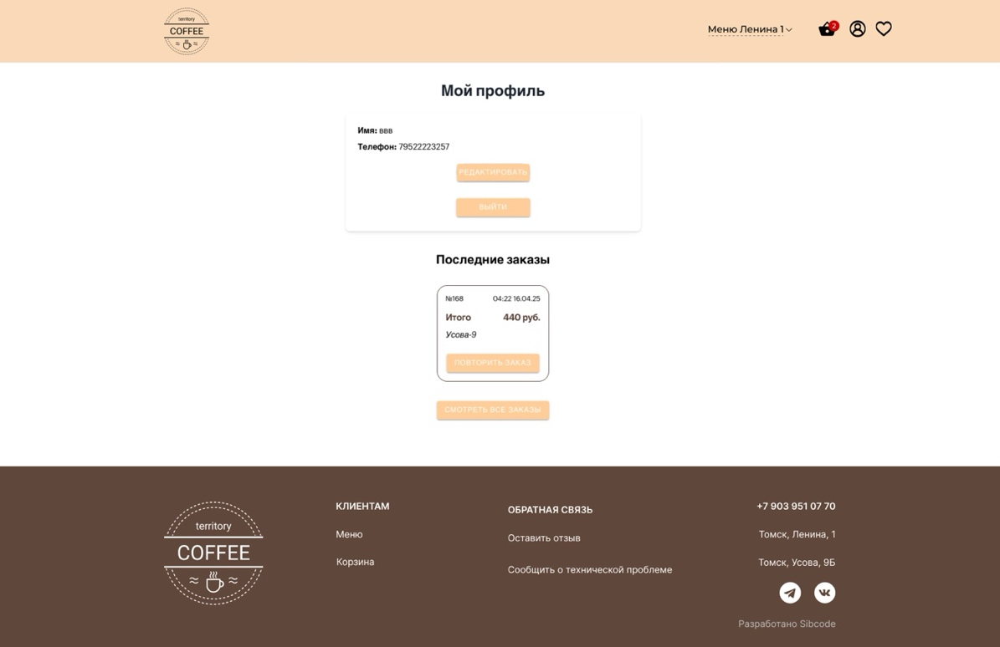 territory
COFFEE
Меню Ленина 1
2
Мой профиль
Имя: ввв
Телефон: 79522223257
РЕДАКТИРОВАТЬ
ВЫЙТИ
Последние заказы
№168 04:22 16.04.25
Итого 440 руб.
Усова-9
ПОВТОРИТЬ ЗАКАЗ
СМОТРЕТЬ ВСЕ ЗАКАЗЫ
territory
COFFEE
КЛИЕНТАМ
Меню
Корзина
ОБРАТНАЯ СВЯЗЬ
Оставить отзыв
Сообщить о технической проблеме
+7 903 951 07 70
Томск, Ленина, 1
Томск, Усова, 9Б
Разработано Sibcode